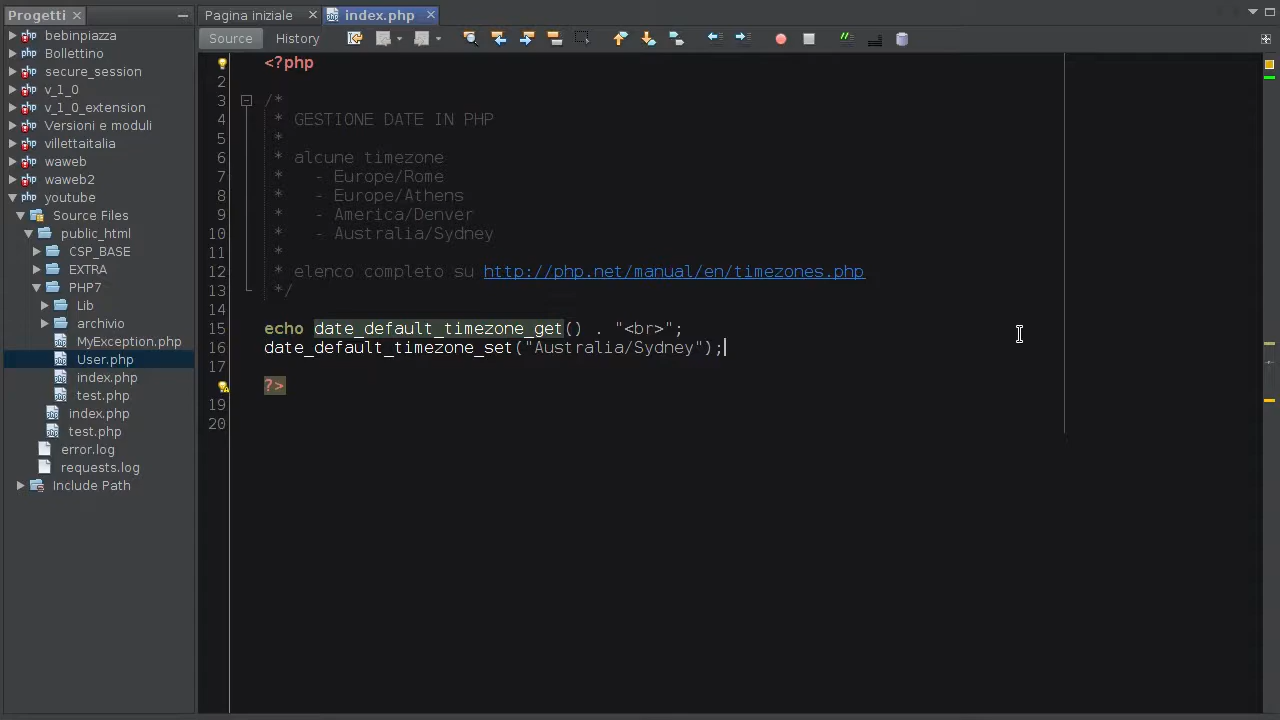 Progetti
Pagina iniziale
index.php
Source
History
bebinpiazza
Bollettino
secure_session
v_1_0
v_1_0_extension
Versioni e moduli
villettaitalia
waweb
waweb2
youtube
Source Files
public_html
CSP_BASE
EXTRA
PHP7
Lib
archivio
MyException.php
User.php
index.php
test.php
index.php
test.php
error.log
requests.log
Include Path
<?php
2
3 /*
4 * GESTIONE DATE IN PHP
5 *
6 * alcune timezone
7 * - Europe/Rome
8 * - Europe/Athens
9 * - America/Denver
10 * - Australia/Sydney
11 *
12 * elenco completo su http://php.net/manual/en/timezones.php
13 */
14
15 echo date_default_timezone_get() . "<br>";
16 date_default_timezone_set("Australia/Sydney");
17
?>
19
20